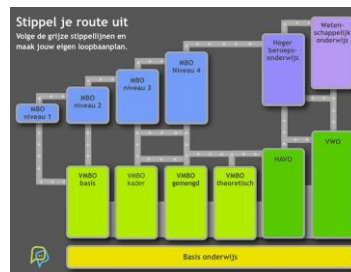 Stippel je route uit
Volge de grijze stippellijnen en
maak jouw eigen loopbaanplan.
MBO
niveau 1
MBO
niveau 2
MBO
niveau 3
MBO
Niveau 4
Hoger
beroeps-
onderwijs
Weten-
schappelijk
onderwijs
VMBO
basis
VMBO
kader
VMBO
gemengd
VMBO
theoretisch
HAVO
VWO
Basis onderwijs